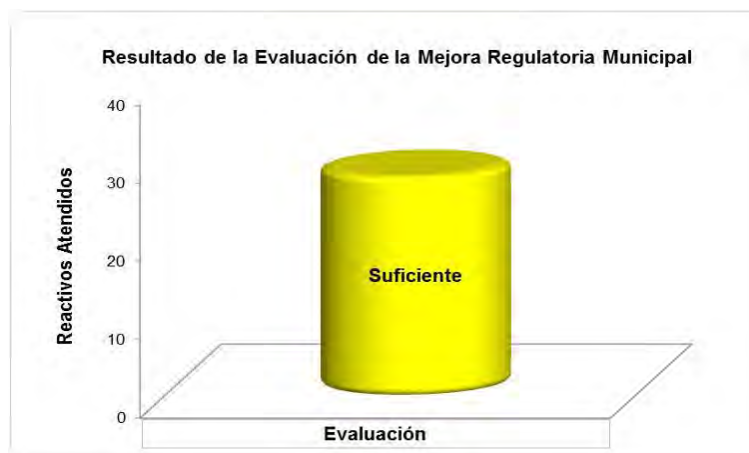 Resultado de la Evaluación de la Mejora Regulatoria Municipal
Reactivos Atendidos
40
30
20
10
0
Suficiente
Evaluación